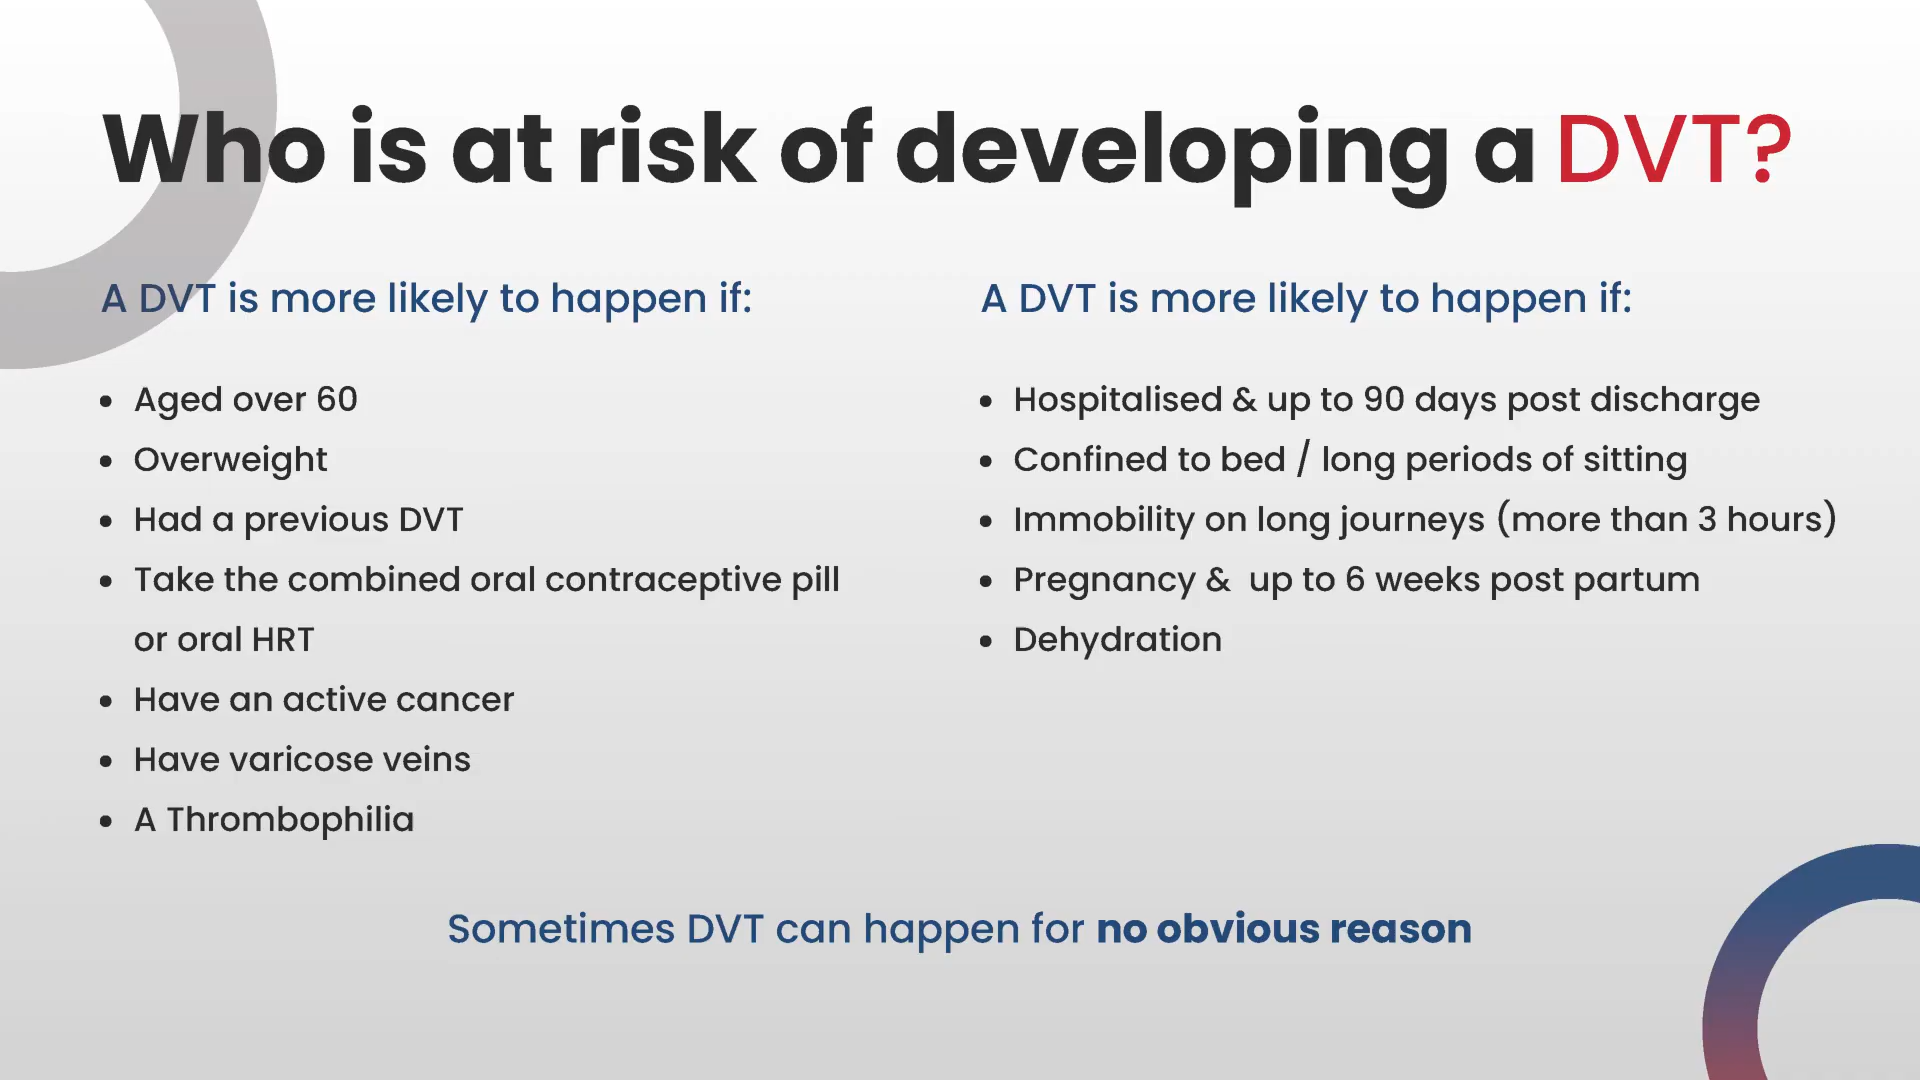 Who is at risk of developing a DVT?
A DVT is more likely to happen if:
• Aged over 60
• Overweight
• Had a previous DVT
• Take the combined oral contraceptive pill
or oral HRT
• Have an active cancer
• Have varicose veins
• A Thrombophilia
A DVT is more likely to happen if:
• Hospitalised & up to 90 days post discharge
• Confined to bed / long periods of sitting
• Immobility on long journeys (more than 3 hours)
• Pregnancy &  up to 6 weeks post partum
• Dehydration
Sometimes DVT can happen for no obvious reason